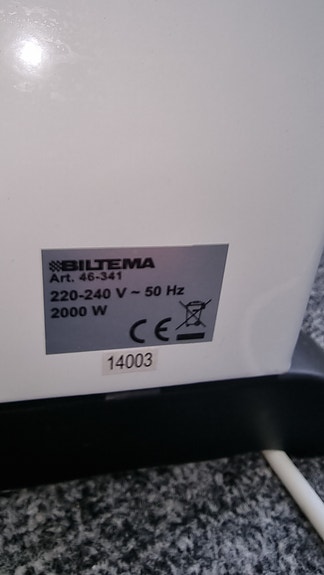 BILTEMA
Art. 46-341
220-240 V ~ 50 Hz
2000 W
CE
14003